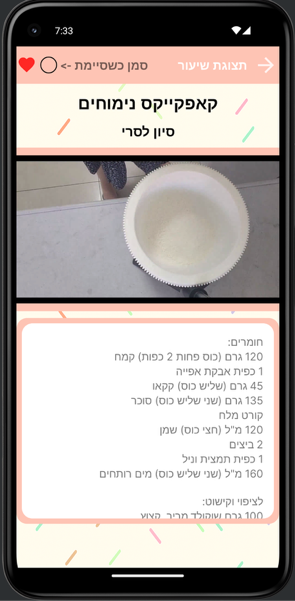 7:33
תצוגת שיעור
סמן כשסיימת ->
קאפקייקס נימוחים
סיון לסרי
חומרים:
120 גרם (כוס פחות 2 כפות) קמח
1 כפית אבקת אפייה
45 גרם (שליש כוס) קקאו
135 גרם (שני שליש כוס) סוכר
קורט מלח
120 מ"ל (חצי כוס) שמן
2 ביצים
1 כפית תמצית וניל
160 מ"ל (שני שליש כוס) מים רותחים
לציפוי וקישוט:
100 גרם שוקולד מריר, קצוץ